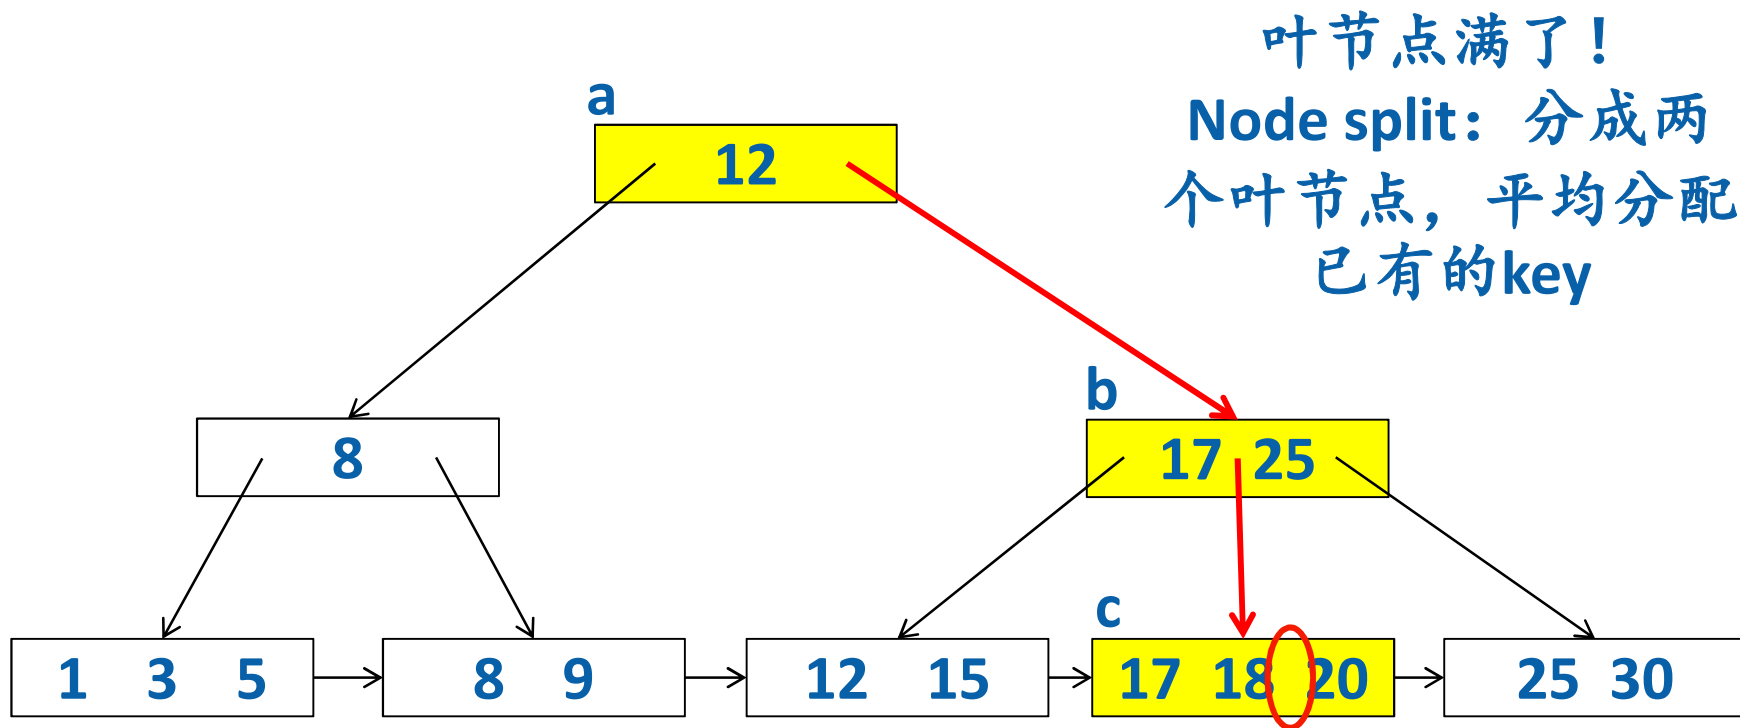 叶节点满了！
Node split：分成两
个叶节点，平均分配
已有的key
a
12
b
8
17 25
c
1 3 5
8 9
12 15
17 18 20
25 30